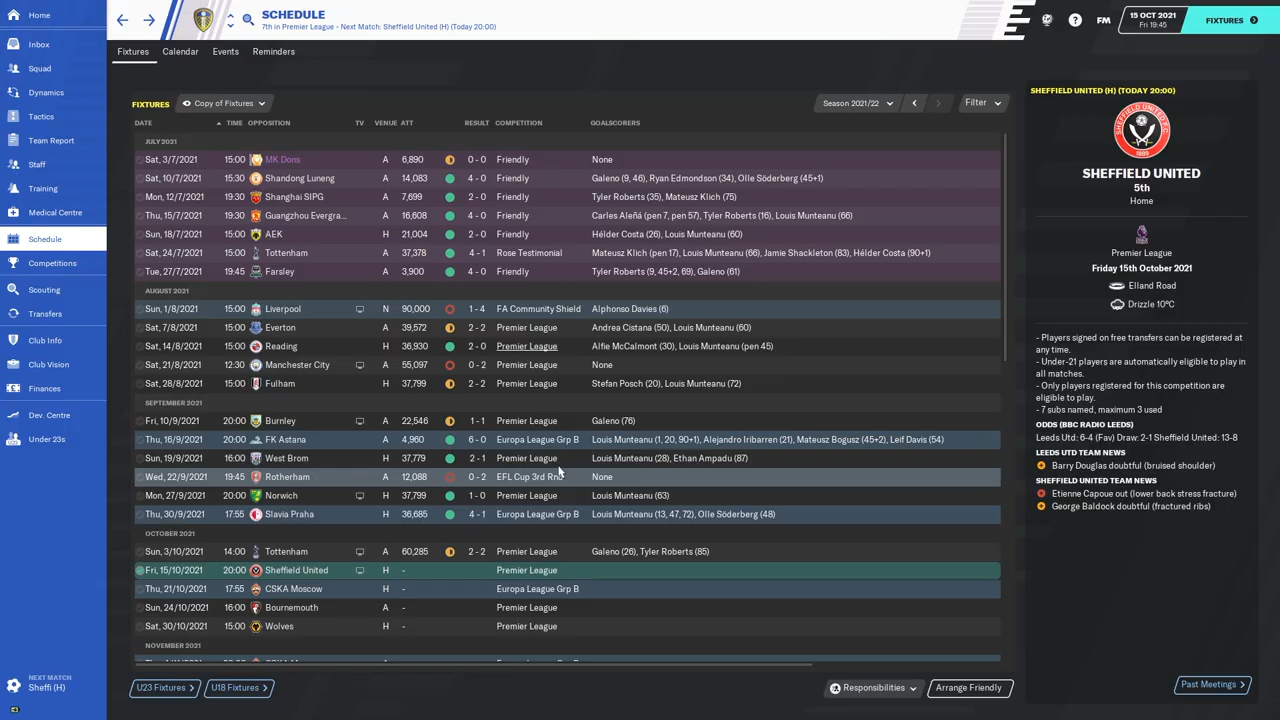 Home
Inbox
Squad
Dynamics
Tactics
Team Report
Staff
Training
Medical Centre
Schedule
Competitions
Scouting
Transfers
Club Info
Club Vision
Finances
Dev. Centre
Under 23s
NEXT MATCH
Sheffi (H)
SCHEDULE
7th in Premier League - Next Match: Sheffield United (H) (Today 20:00)
FM
15 OCT 2021
Fri 19:45
FIXTURES
Fixtures Calendar Events Reminders
FIXTURES Copy of Fixtures Season 2021/22 Filter
DATE TIME OPPOSITION TV VENUE ATT RESULT COMPETITION GOALSCORERS
JULY 2021
Sat, 3/7/2021 15:00 MK Dons A 6,890 0 - 0 Friendly None
Sat, 10/7/2021 15:30 Shandong Luneng A 14,083 4 - 0 Friendly Galeno (9, 46), Ryan Edmondson (34), Olle Söderberg (45+1)
Mon, 12/7/2021 19:30 Shanghai SIPG A 7,699 2 - 0 Friendly Tyler Roberts (35), Mateusz Klich (75)
Thu, 15/7/2021 19:30 Guangzhou Evergra... A 16,608 4 - 0 Friendly Carles Aleñá (pen 7, pen 57), Tyler Roberts (16), Louis Munteanu (66)
Sun, 18/7/2021 15:00 AEK H 21,004 2 - 0 Friendly Hélder Costa (26), Louis Munteanu (60)
Sat, 24/7/2021 15:00 Tottenham A 37,378 4 - 1 Rose Testimonial Mateusz Klich (pen 17), Louis Munteanu (66), Jamie Shackleton (83), Hélder Costa (90+1)
Tue, 27/7/2021 19:45 Farsley A 3,900 4 - 0 Friendly Tyler Roberts (9, 45+2, 69), Galeno (61)
AUGUST 2021
Sun, 1/8/2021 15:00 Liverpool N 90,000 1 - 4 FA Community Shield Alphonso Davies (6)
Sat, 7/8/2021 15:00 Everton A 39,572 2 - 2 Premier League Andrea Cistana (50), Louis Munteanu (60)
Sat, 14/8/2021 15:00 Reading H 36,930 2 - 0 Premier League Alfie McCalmont (30), Louis Munteanu (pen 45)
Sat, 21/8/2021 12:30 Manchester City A 55,097 0 - 2 Premier League None
Sat, 28/8/2021 15:00 Fulham H 37,799 2 - 2 Premier League Stefan Posch (20), Louis Munteanu (72)
SEPTEMBER 2021
Fri, 10/9/2021 20:00 Burnley A 22,546 1 - 1 Premier League Galeno (76)
Thu, 16/9/2021 20:00 FK Astana A 4,960 6 - 0 Europa League Grp B Louis Munteanu (1, 20, 90+1), Alejandro Iribarren (21), Mateusz Bogusz (45+2), Leif Davis (54)
Sun, 19/9/2021 16:00 West Brom H 37,779 2 - 1 Premier League Louis Munteanu (28), Ethan Ampadu (87)
Wed, 22/9/2021 19:45 Rotherham A 12,088 0 - 2 EFL Cup 3rd Rnd None
Mon, 27/9/2021 20:00 Norwich H 37,799 1 - 0 Premier League Louis Munteanu (63)
Thu, 30/9/2021 17:55 Slavia Praha H 36,685 4 - 1 Europa League Grp B Louis Munteanu (13, 47, 72), Olle Söderberg (48)
OCTOBER 2021
Sun, 3/10/2021 14:00 Tottenham A 60,285 2 - 2 Premier League Galeno (26), Tyler Roberts (85)
Fri, 15/10/2021 20:00 Sheffield United H - Premier League
Thu, 21/10/2021 17:55 CSKA Moscow H - Europa League Grp B
Sun, 24/10/2021 16:00 Bournemouth A - Premier League
Sat, 30/10/2021 15:00 Wolves H - Premier League
NOVEMBER 2021
U23 Fixtures U18 Fixtures Responsibilities Arrange Friendly
SHEFFIELD UNITED (H) (TODAY 20:00)
SHEFFIELD UNITED
5th
Home
Premier League
Friday 15th October 2021
Elland Road
Drizzle 10°C
- Players signed on free transfers can be registered at
any time.
- Under-21 players are automatically eligible to play in
all matches.
- Only players registered for this competition are
eligible to play.
- 7 subs named, maximum 3 used
ODDS (BBC RADIO LEEDS)
Leeds Utd: 6-4 (Fav) Draw: 2-1 Sheffield United: 13-8
LEEDS UTD TEAM NEWS
Barry Douglas doubtful (bruised shoulder)
SHEFFIELD UNITED TEAM NEWS
Etienne Capoue out (lower back stress fracture)
George Baldock doubtful (fractured ribs)
Past Meetings